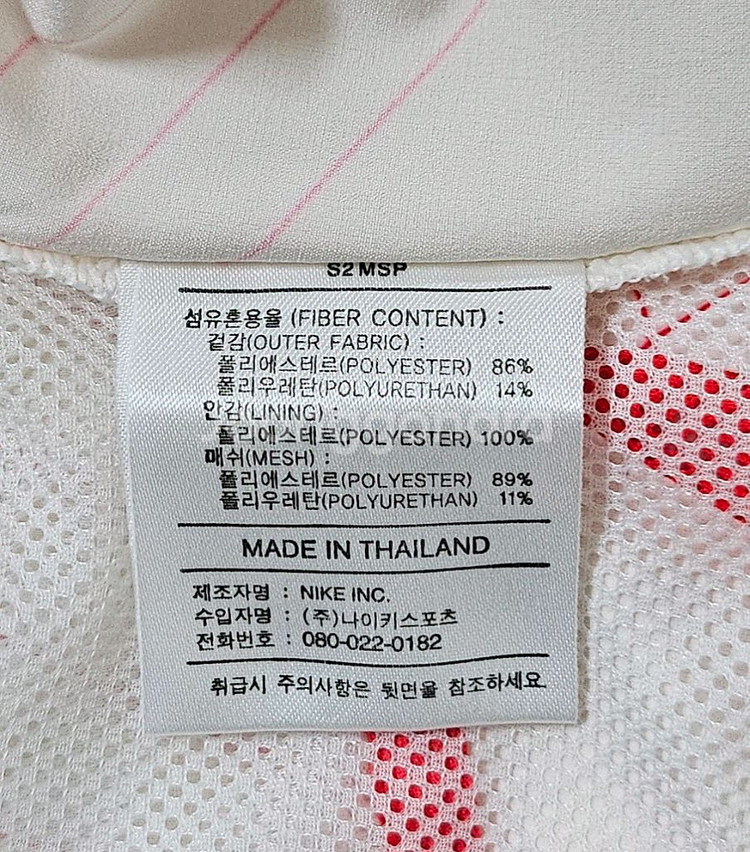 S2 MSP
섬유혼용율 (FIBER CONTENT) :
겉감(OUTER FABRIC) :
폴리에스테르(POLYESTER) 86%
폴리우레탄(POLYURETHAN) 14%
안감(LINING) :
폴리에스테르(POLYESTER) 100%
매쉬(MESH) :
폴리에스테르(POLYESTER) 89%
폴리우레탄(POLYURETHAN) 11%
MADE IN THAILAND
제조자명 : NIKE INC.
수입자명 : (주)나이키스포츠
전화번호 : 080-022-0182
취급시 주의사항은 뒷면을 참조하세요.